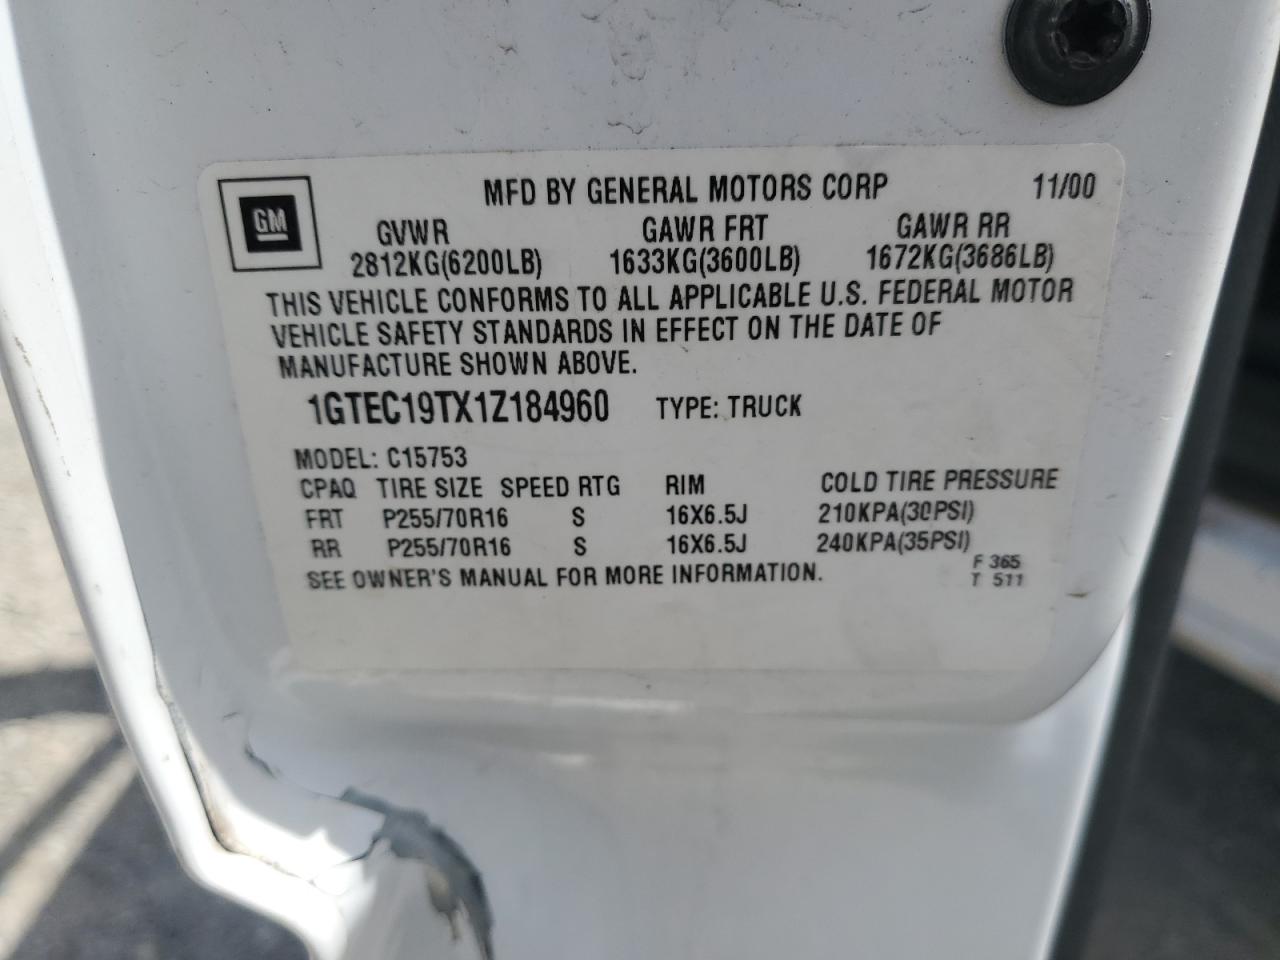 MFD BY GENERAL MOTORS CORP 11/00
GM
GVWR GAWR FRT GAWR RR
2812KG(6200LB) 1633KG(3600LB) 1672KG(3686LB)
THIS VEHICLE CONFORMS TO ALL APPLICABLE U.S. FEDERAL MOTOR
VEHICLE SAFETY STANDARDS IN EFFECT ON THE DATE OF
MANUFACTURE SHOWN ABOVE.
1GTEC19TX1Z184960 TYPE: TRUCK
MODEL: C15753
CPAQ TIRE SIZE SPEED RTG RIM COLD TIRE PRESSURE
FRT P255/70R16 S 16X6.5J 210KPA(30PSI)
RR P255/70R16 S 16X6.5J 240KPA(35PSI)
SEE OWNER'S MANUAL FOR MORE INFORMATION.
F 365
T 511